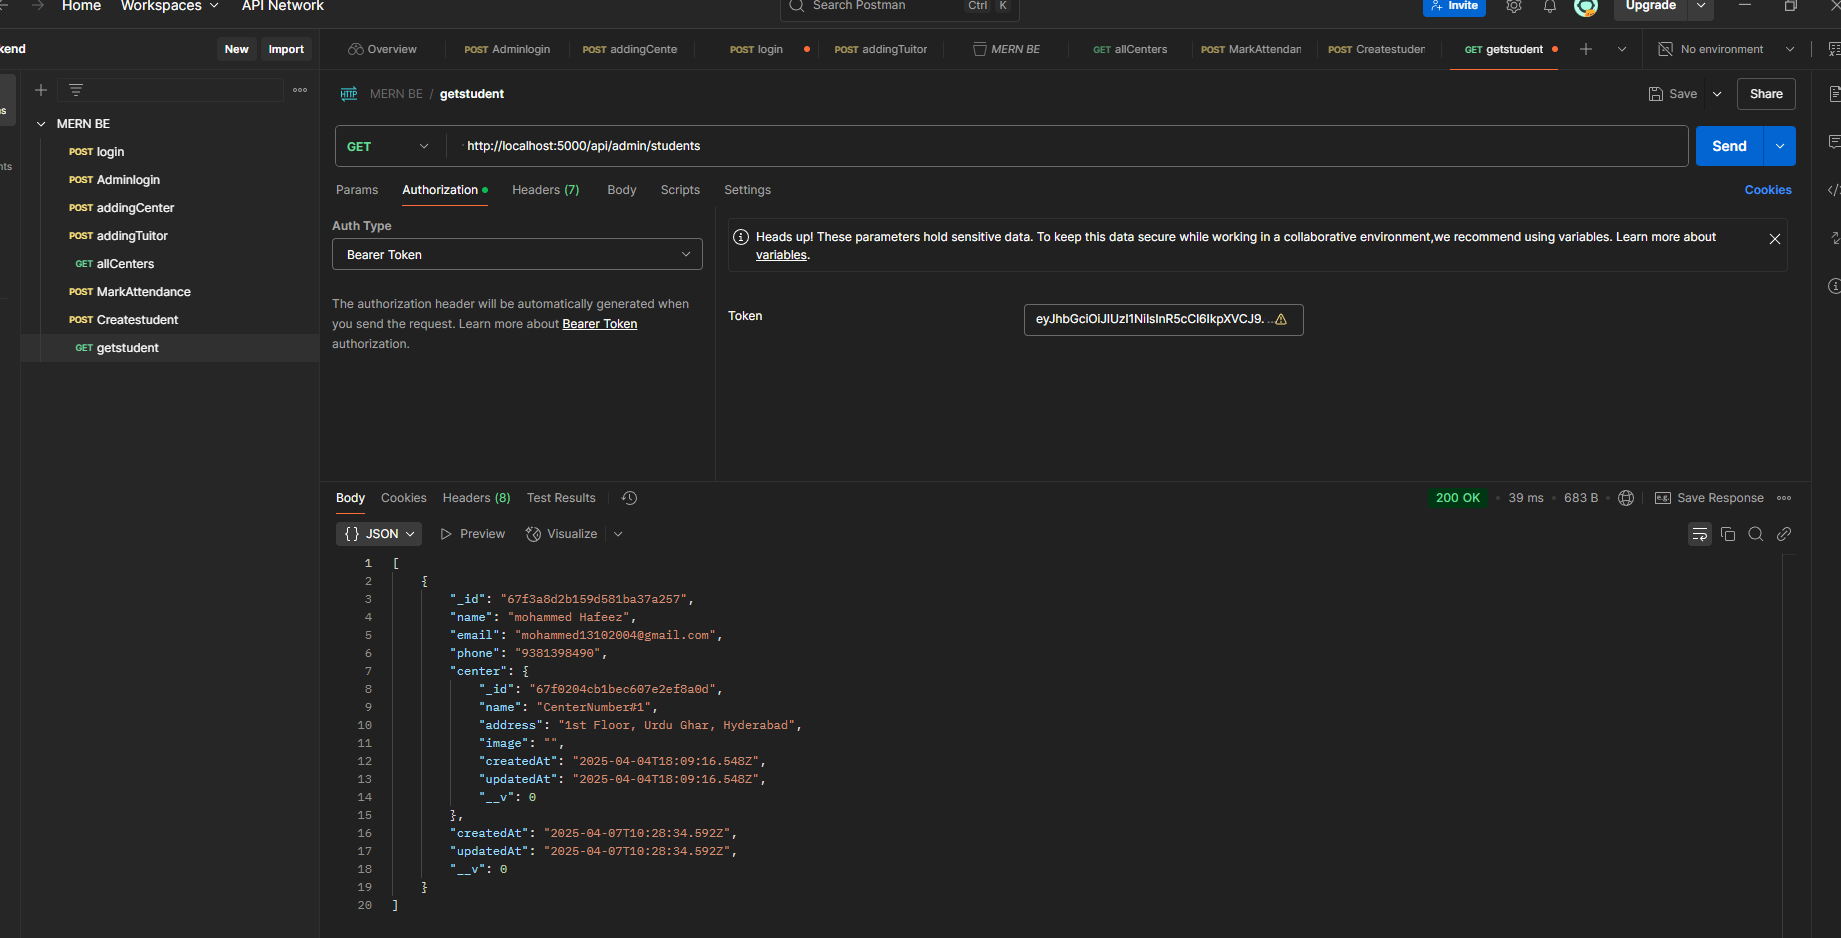 Home Workspaces API Network Search Postman Ctrl K Invite Upgrade
kend New Import Overview POST Adminlogin POST addingCente POST login POST addingTuitor MERN BE GET allCenters POST MarkAttendan POST Createstuden GET getstudent No environment
MERN BE / getstudent Save Share
MERN BE
POST login
POST Adminlogin
POST addingCenter
POST addingTuitor
GET allCenters
POST MarkAttendance
POST Createstudent
GET getstudent
s
nts
GET http://localhost:5000/api/admin/students Send
Params Authorization Headers (7) Body Scripts Settings Cookies
Auth Type
Bearer Token
The authorization header will be automatically generated when
you send the request. Learn more about Bearer Token
authorization.
Heads up! These parameters hold sensitive data. To keep this data secure while working in a collaborative environment,we recommend using variables. Learn more about
variables.
Token eyJhbGciOiJIUzI1NiIsInR5cCI6IkpXVCJ9. ..
Body Cookies Headers (8) Test Results 200 OK • 39 ms • 683 B • e.g. Save Response
{} JSON Preview Visualize
1 [
2 {
3 "_id": "67f3a8d2b159d581ba37a257",
4 "name": "mohammed Hafeez",
5 "email": "mohammed13102004@gmail.com",
6 "phone": "9381398490",
7 "center": {
8 "_id": "67f0204cb1bec607e2ef8a0d",
9 "name": "CenterNumber#1",
10 "address": "1st Floor, Urdu Ghar, Hyderabad",
11 "image": "",
12 "createdAt": "2025-04-04T18:09:16.548Z",
13 "updatedAt": "2025-04-04T18:09:16.548Z",
14 "__v": 0
15 },
16 "createdAt": "2025-04-07T10:28:34.592Z",
17 "updatedAt": "2025-04-07T10:28:34.592Z",
18 "__v": 0
19 }
20 ]